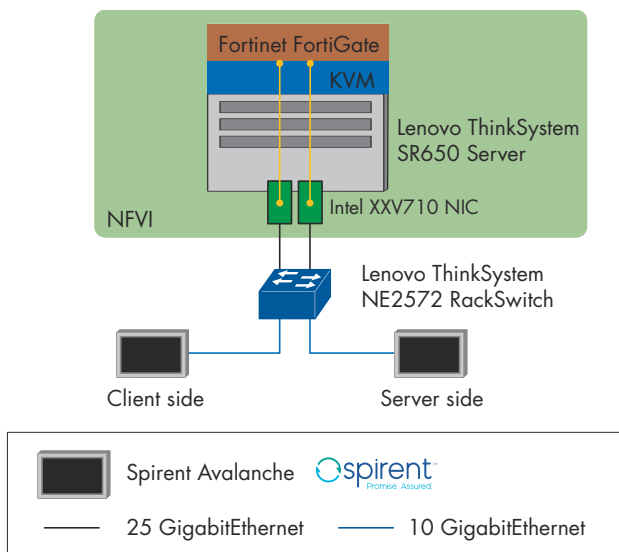 Fortinet FortiGate
KVM
Lenovo ThinkSystem
SR650 Server
Intel XXV710 NIC
NFVI
Lenovo ThinkSystem
NE2572 RackSwitch
Client side
Server side
Spirent Avalanche
spirent™
Promise. Assured.
25 GigabitEthernet
10 GigabitEthernet